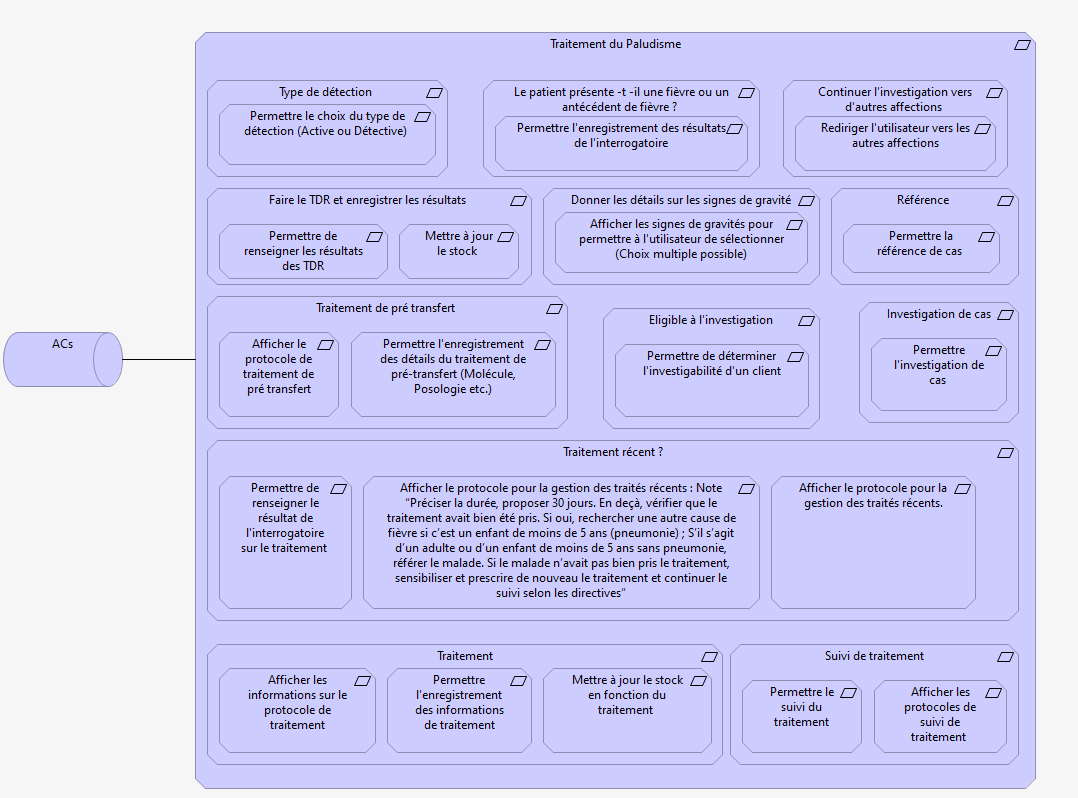 Traitement du Paludisme
Type de détection
Permettre le choix du type de
détection (Active ou Détective)
Le patient présente -t -il une fièvre ou un
antécédent de fièvre ?
Permettre l'enregistrement des résultats
de l'interrogatoire
Continuer l'investigation vers
d'autres affections
Rediriger l'utilisateur vers les
autres affections
Faire le TDR et enregistrer les résultats
Permettre de
renseigner les résultats
des TDR
Mettre à jour
le stock
Donner les détails sur les signes de gravité
Afficher les signes de gravités pour
permettre à l'utilisateur de sélectionner
(Choix multiple possible)
Référence
Permettre la
référence de cas
ACs
Traitement de pré transfert
Afficher le
protocole de
traitement de
pré transfert
Permettre l'enregistrement
des détails du traitement de
pré-transfert (Molécule,
Posologie etc.)
Eligible à l'investigation
Permettre de déterminer
l'investigabilité d'un client
Investigation de cas
Permettre
l'investigation de
cas
Traitement récent ?
Permettre de
renseigner le
résultat de
l'interrogatoire
sur le traitement
Afficher le protocole pour la gestion des traités récents : Note
“Préciser la durée, proposer 30 jours. En deçà, vérifier que le
traitement avait bien été pris. Si oui, rechercher une autre cause de
fièvre si c’est un enfant de moins de 5 ans (pneumonie) ; S’il s’agit
d’un adulte ou d’un enfant de moins de 5 ans sans pneumonie,
référer le malade. Si le malade n’avait pas bien pris le traitement,
sensibiliser et prescrire de nouveau le traitement et continuer le
suivi selon les directives”
Afficher le protocole pour la
gestion des traités récents.
Traitement
Afficher les
informations sur le
protocole de
traitement
Permettre
l'enregistrement
des informations
de traitement
Mettre à jour le stock
en fonction du
traitement
Suivi de traitement
Permettre le
suivi du
traitement
Afficher les
protocoles de
suivi de
traitement